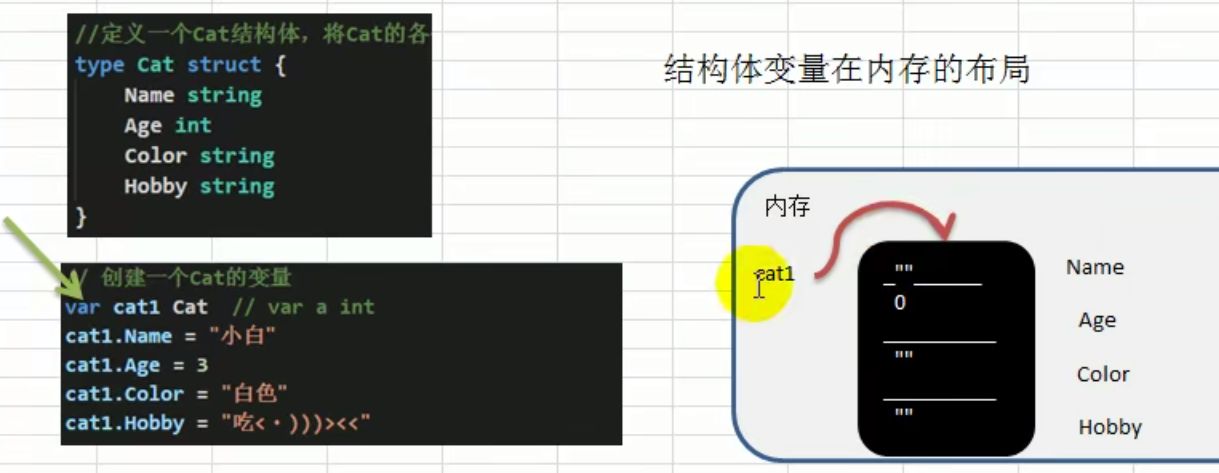 //定义一个Cat结构体，将Cat的各
type Cat struct {
Name string
Age int
Color string
Hobby string
}
// 创建一个Cat的变量
var cat1 Cat  // var a int
cat1.Name = "小白"
cat1.Age = 3
cat1.Color = "白色"
cat1.Hobby = "吃<・)))><<"
结构体变量在内存的布局
内存
cat1
""
Name
0
Age
""
Color
""
Hobby